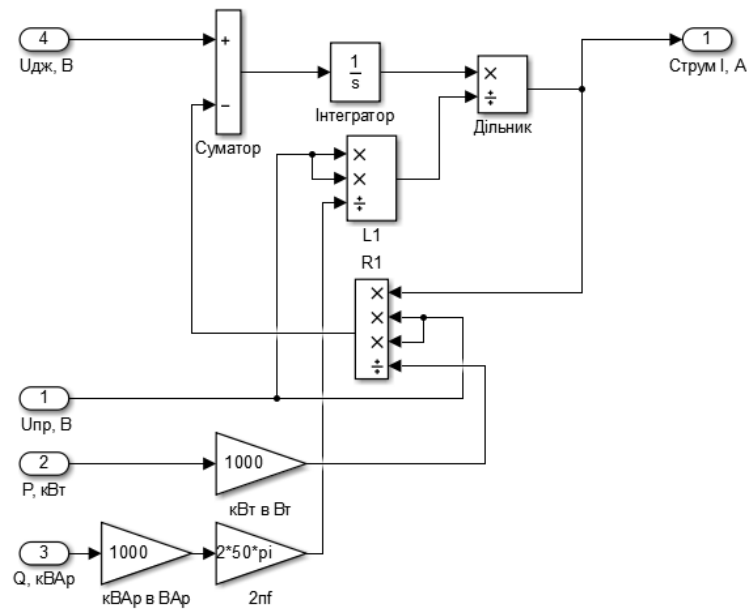 4
Uдж, В
+
−
Суматор
1
s
Інтегратор
×
÷
Дільник
1
Струм I, А
×
×
÷
L1
R1
×
×
×
÷
1
Uпр, В
2
P, кВт
1000
кВт в Вт
3
Q, кВАр
1000
кВАр в ВАр
2*50*pi
2πf